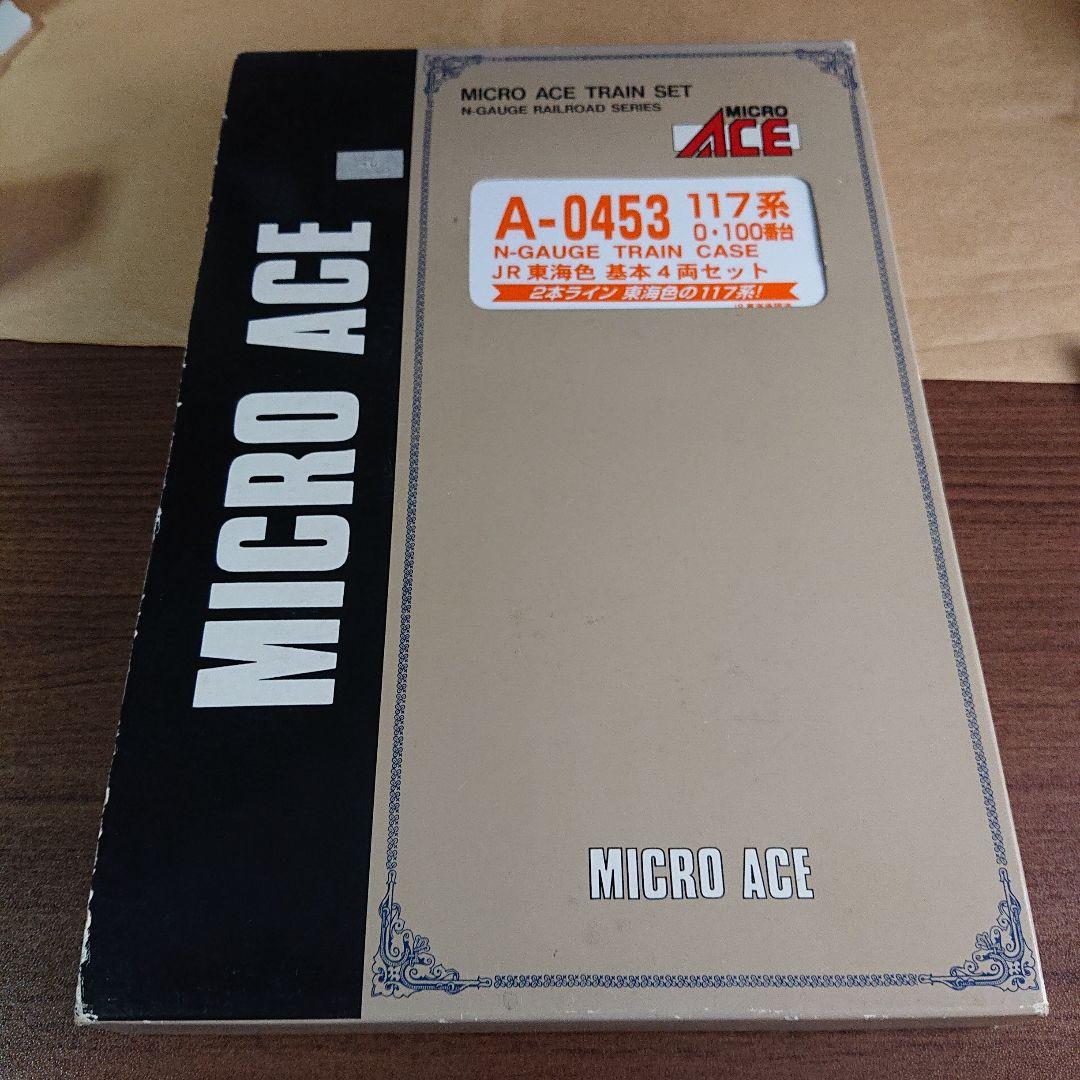 MICRO ACE
MICRO ACE TRAIN SET
N-GAUGE RAILROAD SERIES
MICRO
ACE
A-0453 117系
0・100番台
N-GAUGE TRAIN CASE
JR東海色 基本4両セット
2本ライン 東海色の117系!
MICRO ACE